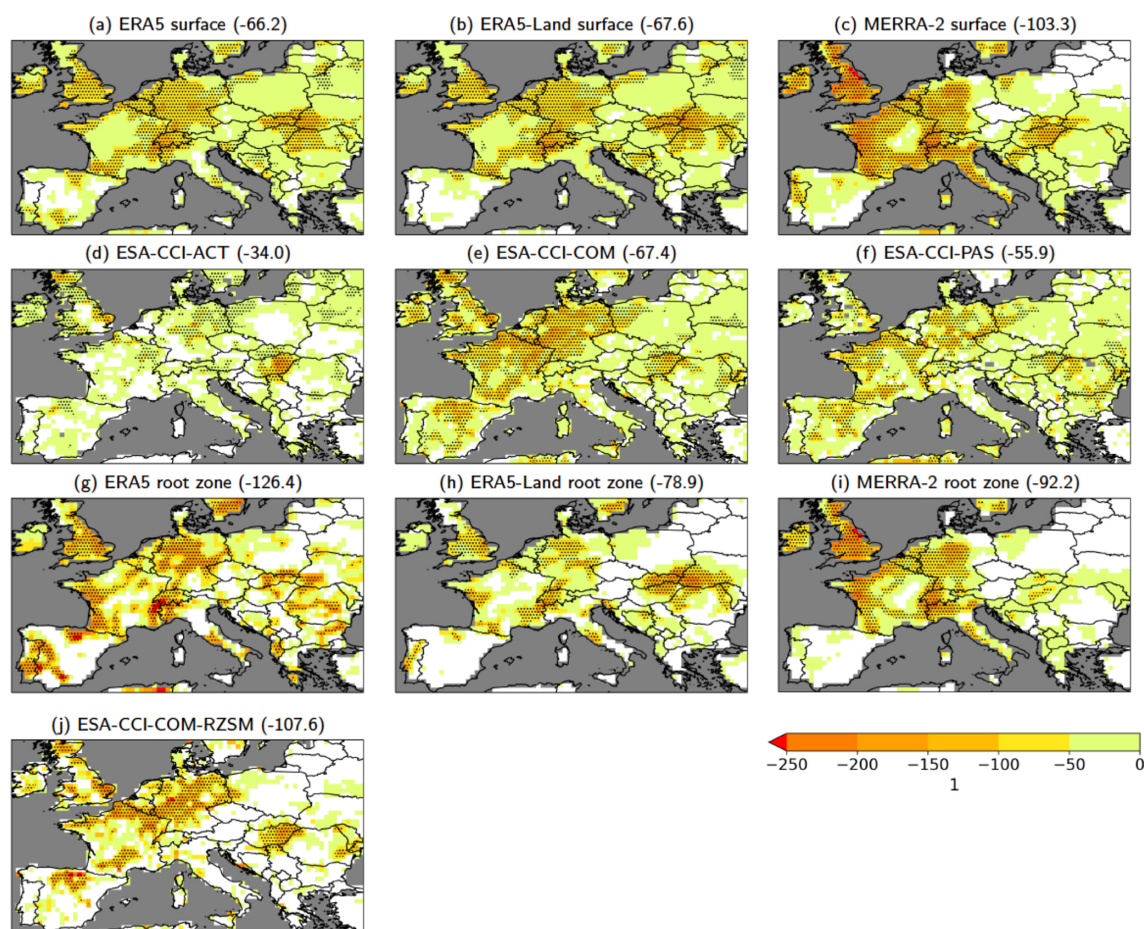 (a) ERA5 surface (-66.2)
(b) ERA5-Land surface (-67.6)
(c) MERRA-2 surface (-103.3)
(d) ESA-CCI-ACT (-34.0)
(e) ESA-CCI-COM (-67.4)
(f) ESA-CCI-PAS (-55.9)
(g) ERA5 root zone (-126.4)
(h) ERA5-Land root zone (-78.9)
(i) MERRA-2 root zone (-92.2)
(j) ESA-CCI-COM-RZSM (-107.6)
−250 −200 −150 −100 −50 0
1